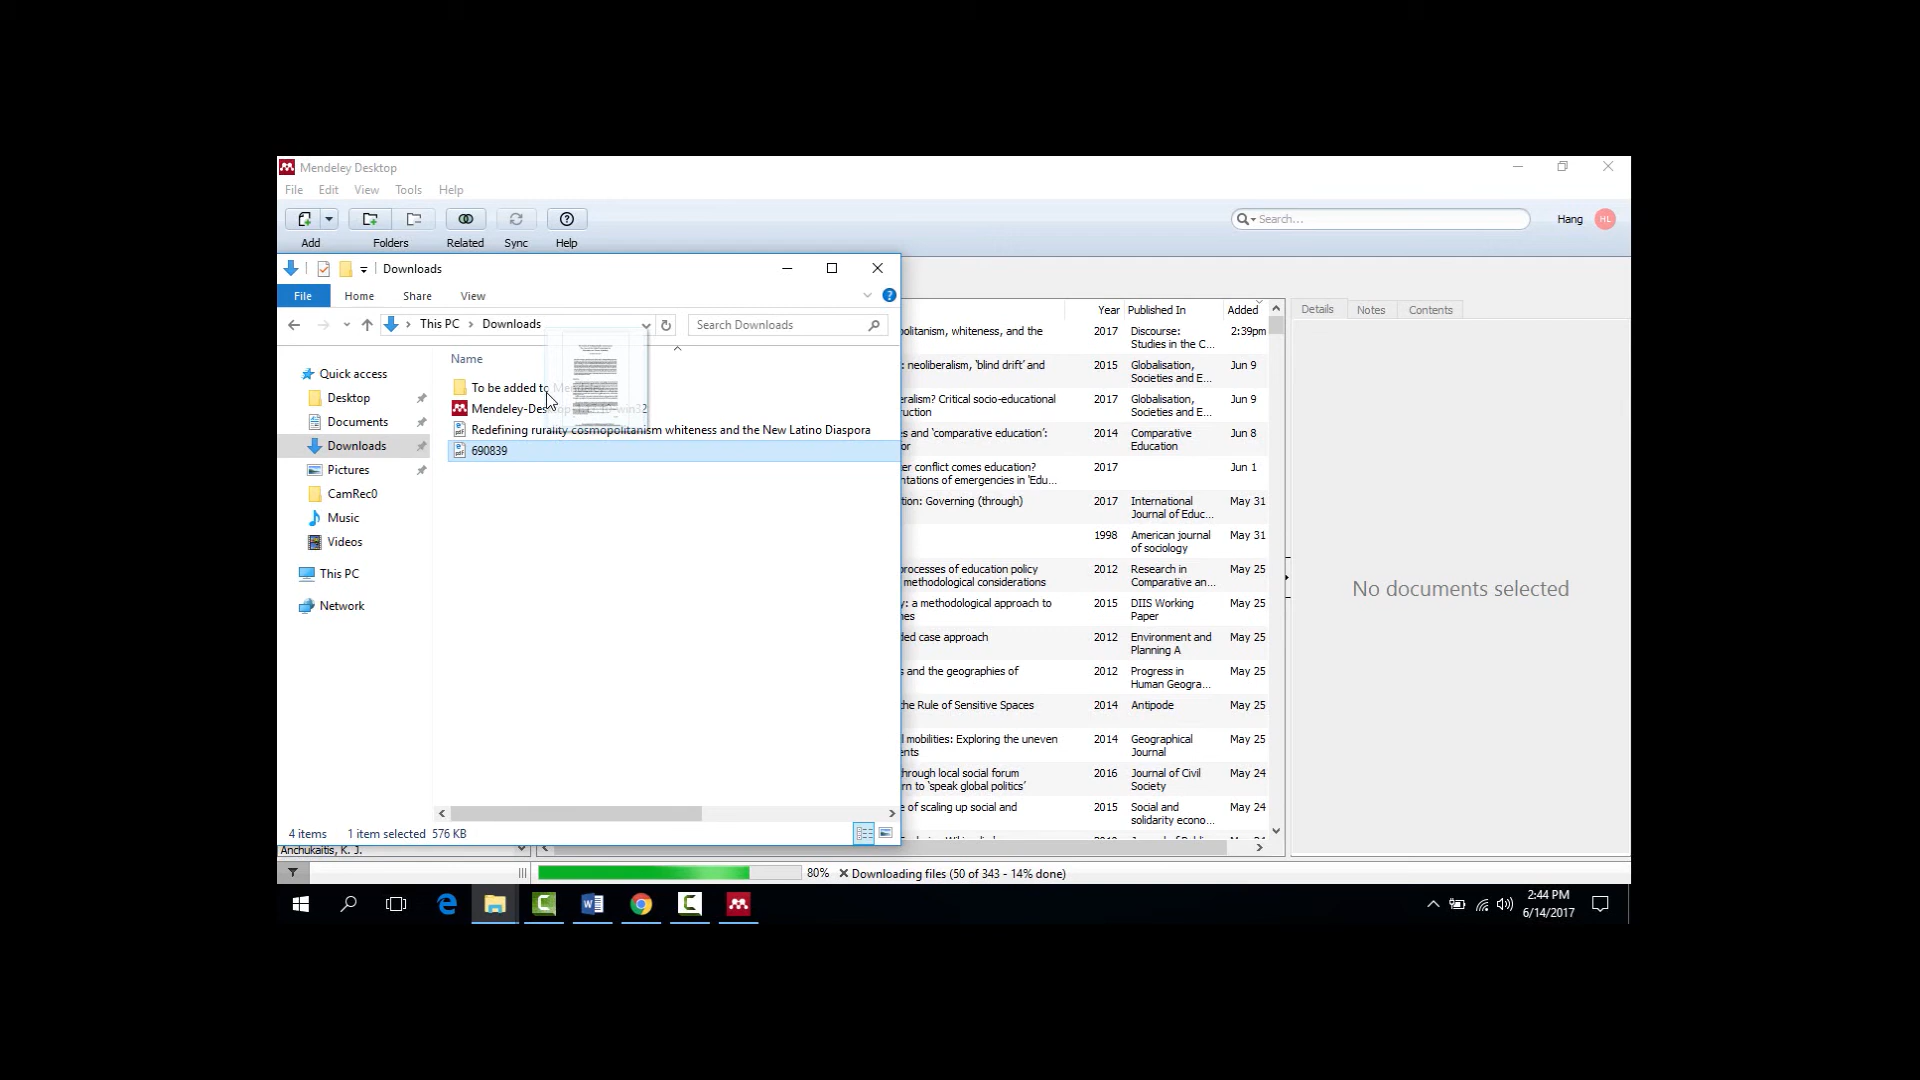 Mendeley Desktop
File Edit View Tools Help
Search...
Hang HL
Add Folders Related Sync Help
Downloads
File Home Share View
This PC > Downloads
Search Downloads
Quick access
Desktop
Documents
Downloads
Pictures
CamRec0
Music
Videos
This PC
Network
Name
To be added to Mendeley
Mendeley-Desktop win32
Redefining rurality cosmopolitanism whiteness and the New Latino Diaspora
690839
4 items 1 item selected 576 KB
Anchukaitis, K. J.
Year Published In Added
politanism, whiteness, and the 2017 Discourse: 2:39pm
Studies in the C...
: neoliberalism, 'blind drift' and 2015 Globalisation, Jun 9
Societies and E...
eralism? Critical socio-educational 2017 Globalisation, Jun 9
ruction Societies and E...
es and 'comparative education': 2014 Comparative Jun 8
or Education
er conflict comes education? 2017 Jun 1
ntations of emergencies in 'Edu...
tion: Governing (through) 2017 International May 31
Journal of Educ...
1998 American journal May 31
of sociology
processes of education policy 2012 Research in May 25
methodological considerations Comparative an...
y: a methodological approach to 2015 DIIS Working May 25
nes Paper
ded case approach 2012 Environment and May 25
Planning A
s and the geographies of 2012 Progress in May 25
Human Geogra...
the Rule of Sensitive Spaces 2014 Antipode May 25
l mobilities: Exploring the uneven 2014 Geographical May 25
ents Journal
hrough local social forum 2016 Journal of Civil May 24
rn to 'speak global politics' Society
e of scaling up social and 2015 Social and May 24
solidarity econo...
Details Notes Contents
No documents selected
80% Downloading files (50 of 343 - 14% done)
2:44 PM
6/14/2017